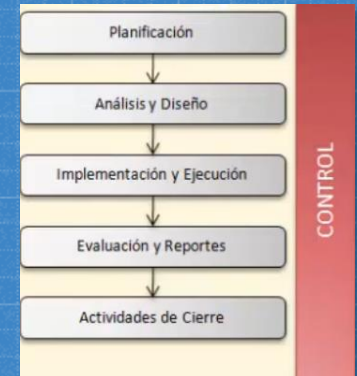 Planificación
Análisis y Diseño
Implementación y Ejecución
Evaluación y Reportes
Actividades de Cierre
CONTROL